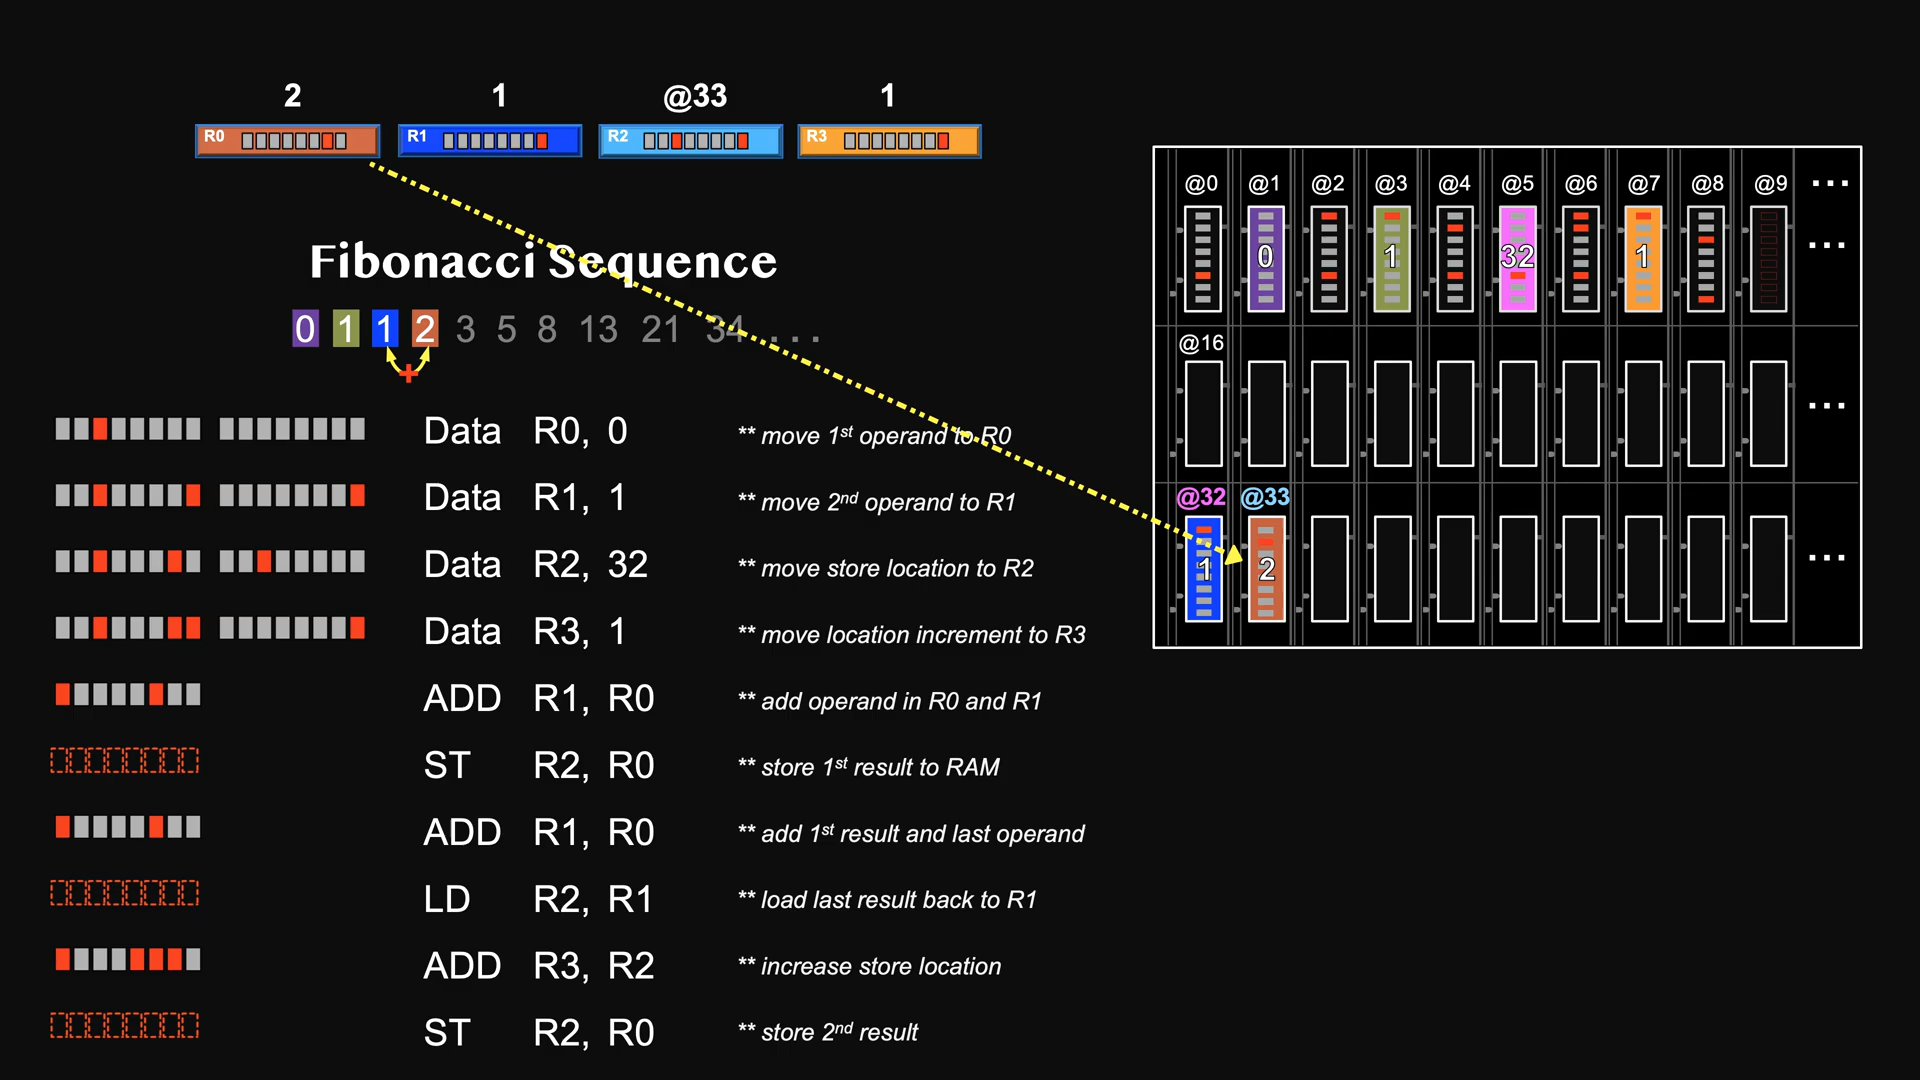 2 1 @33 1
R0 R1 R2 R3
Fibonacci Sequence
0 1 1 2 3 5 8 13 21 34 ...
+
Data R0, 0 ** move 1st operand to R0
Data R1, 1 ** move 2nd operand to R1
Data R2, 32 ** move store location to R2
Data R3, 1 ** move location increment to R3
ADD R1, R0 ** add operand in R0 and R1
ST R2, R0 ** store 1st result to RAM
ADD R1, R0 ** add 1st result and last operand
LD R2, R1 ** load last result back to R1
ADD R3, R2 ** increase store location
ST R2, R0 ** store 2nd result
@0 @1 @2 @3 @4 @5 @6 @7 @8 @9 ...
0 1 32 1 ...
@16
...
@32 @33
1 2 ...